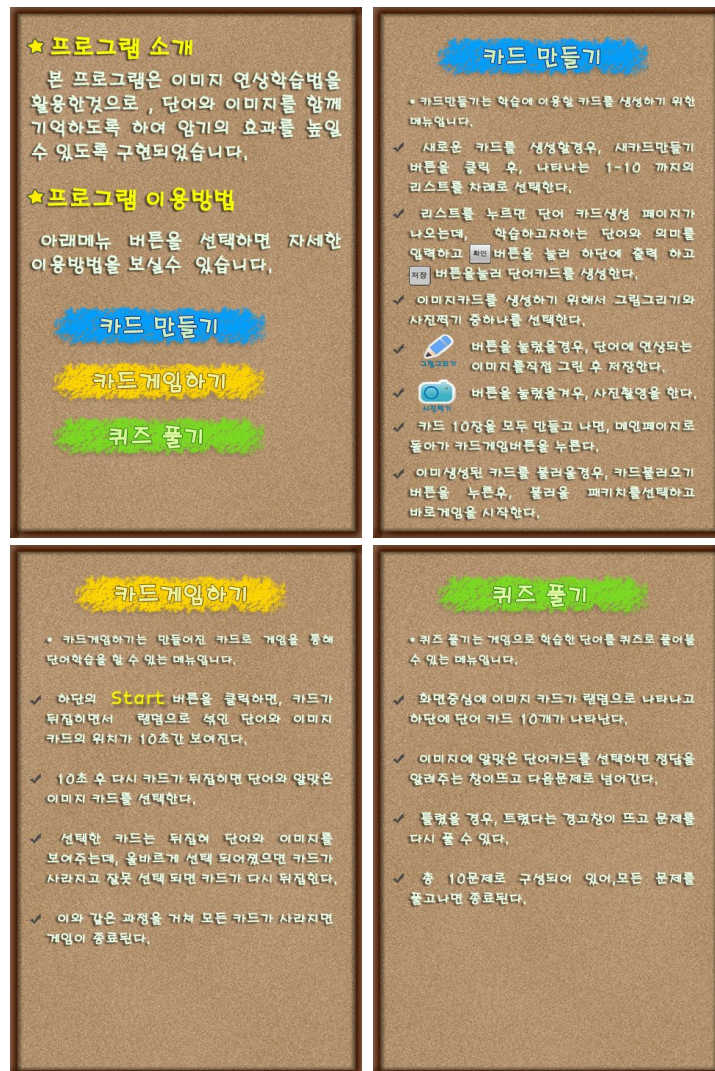 프로그램 소개
본 프로그램은 이미지 연상학습법을
활용한것으로 , 단어와 이미지를 함께
기억하도록 하여 암기의 효과를 높일
수 있도록 구현되었습니다.
프로그램 이용방법
아래메뉴 버튼을 선택하면 자세한
이용방법을 보실수 있습니다.
카드 만들기
카드게임하기
퀴즈 풀기
카드 만들기
* 카드만들기는 학습에 이용할 카드를 생성하기 위한
메뉴입니다.
새로운 카드를 생성할경우, 새카드만들기
버튼을 클릭 후, 나타나는 1~10 까지의
리스트를 차례로 선택한다.
리스트를 누르면 단어 카드생성 페이지가
나오는데, 학습하고자하는 단어와 의미를
입력하고 확인 버튼을 눌러 하단에 출력 하고
저장 버튼을눌러 단어카드를 생성한다.
이미지카드를 생성하기 위해서 그림그리기와
사진찍기 중하나를 선택한다.
버튼을 눌렀을경우, 단어에 연상되는
그림그리기 이미지를직접 그린 후 저장한다.
버튼을 눌렀을겨우, 사진촬영을 한다.
사진찍기
카드 10장을 모두 만들고 나면, 메인페이지로
돌아가 카드게임버튼을 누른다.
이미생성된 카드를 불러올경우, 카드불러오기
버튼을 누른후, 불러올 패키지를선택하고
바로게임을 시작한다.
카드게임하기
* 카드게임하기는 만들어진 카드로 게임을 통해
단어학습을 할 수 있는 메뉴입니다.
하단의 Start 버튼을 클릭하면, 카드가
뒤집히면서 랜덤으로 섞인 단어와 이미지
카드의 위치가 10초간 보여진다.
10초 후 다시 카드가 뒤집히면 단어와 알맞은
이미지 카드를 선택한다.
선택한 카드는 뒤집혀 단어와 이미지를
보여주는데, 올바르게 선택 되어졌으면 카드가
사라지고 잘못 선택 되면 카드가 다시 뒤집힌다.
이와 같은 과정을 거쳐 모든 카드가 사라지면
게임이 종료된다.
퀴즈 풀기
* 퀴즈 풀기는 게임으로 학습한 단어를 퀴즈로 풀어볼
수 있는 메뉴입니다.
화면중심에 이미지 카드가 랜덤으로 나타나고
하단에 단어 카드 10개가 나타난다.
이미지에 알맞은 단어카드를 선택하면 정답을
알려주는 창이뜨고 다음문제로 넘어간다.
틀렸을 경우, 트렸다는 경고창이 뜨고 문제를
다시 풀 수 있다.
총 10문제로 구성되어 있어,모든 문제를
풀고나면 종료된다.